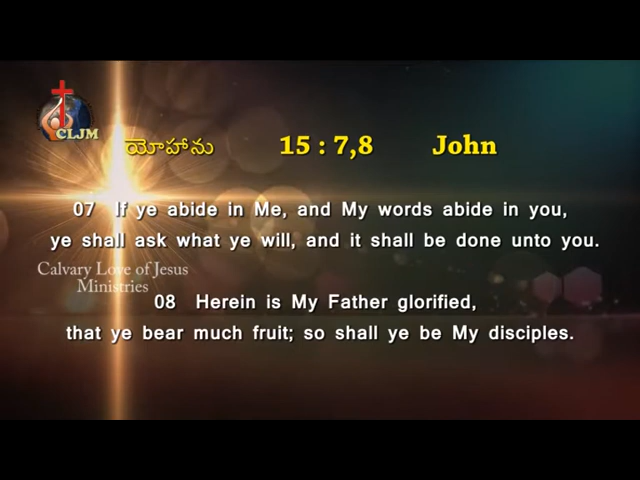 CLJM
యోహాను 15 : 7,8 John
07 If ye abide in Me, and My words abide in you,
ye shall ask what ye will, and it shall be done unto you.
Calvary Love of Jesus
Ministries
08 Herein is My Father glorified,
that ye bear much fruit; so shall ye be My disciples.